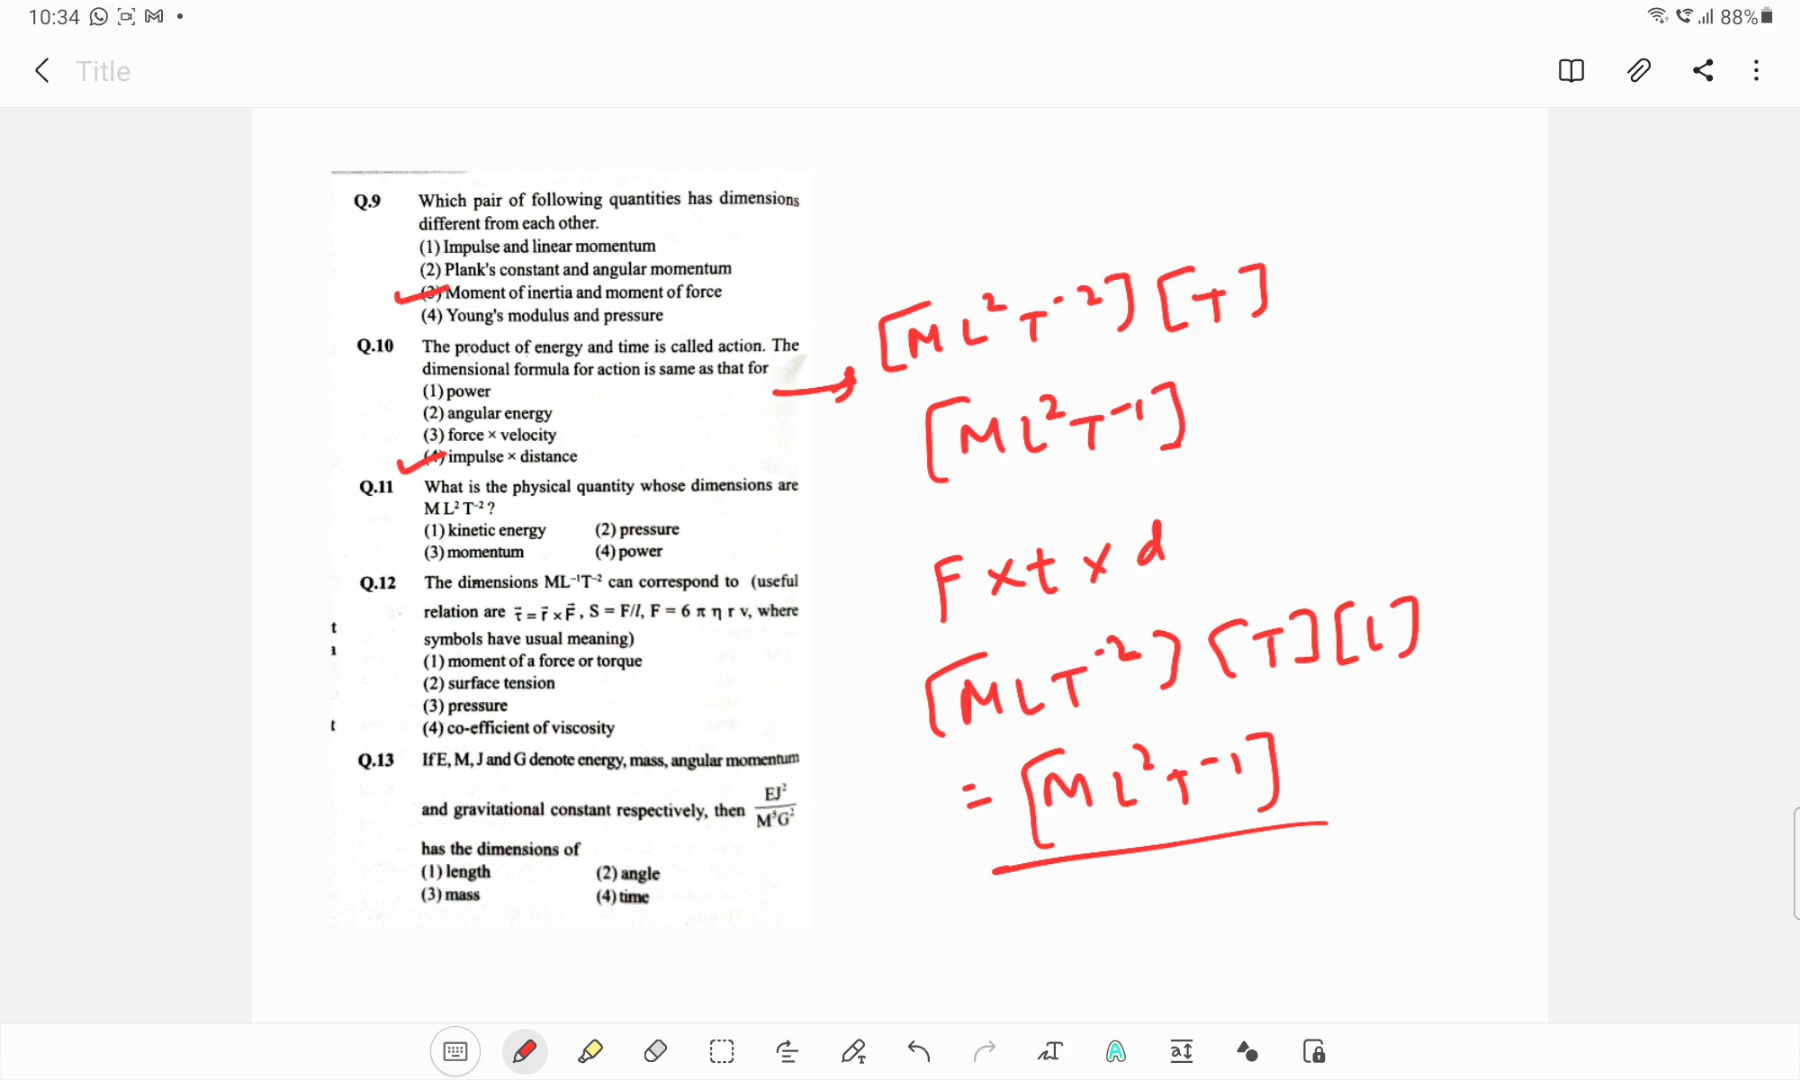 10:34
88%
Title
Q.9 Which pair of following quantities has dimensions
different from each other.
(1) Impulse and linear momentum
(2) Plank's constant and angular momentum
(3) Moment of inertia and moment of force
(4) Young's modulus and pressure
Q.10 The product of energy and time is called action. The
dimensional formula for action is same as that for
(1) power
(2) angular energy
(3) force × velocity
(4) impulse × distance
Q.11 What is the physical quantity whose dimensions are
M L² T⁻² ?
(1) kinetic energy (2) pressure
(3) momentum (4) power
Q.12 The dimensions ML⁻¹T⁻² can correspond to (useful
relation are τ⃗ = r⃗ × F⃗ , S = F/l, F = 6 π η r v, where
symbols have usual meaning)
(1) moment of a force or torque
(2) surface tension
(3) pressure
(4) co-efficient of viscosity
Q.13 If E, M, J and G denote energy, mass, angular momentum
and gravitational constant respectively, then EJ²/M⁵G²
has the dimensions of
(1) length (2) angle
(3) mass (4) time
t
a
t
[ML²T⁻²] [T]
[ML²T⁻¹]
F × t × d
[MLT⁻²] [T] [L]
= [ML²T⁻¹]